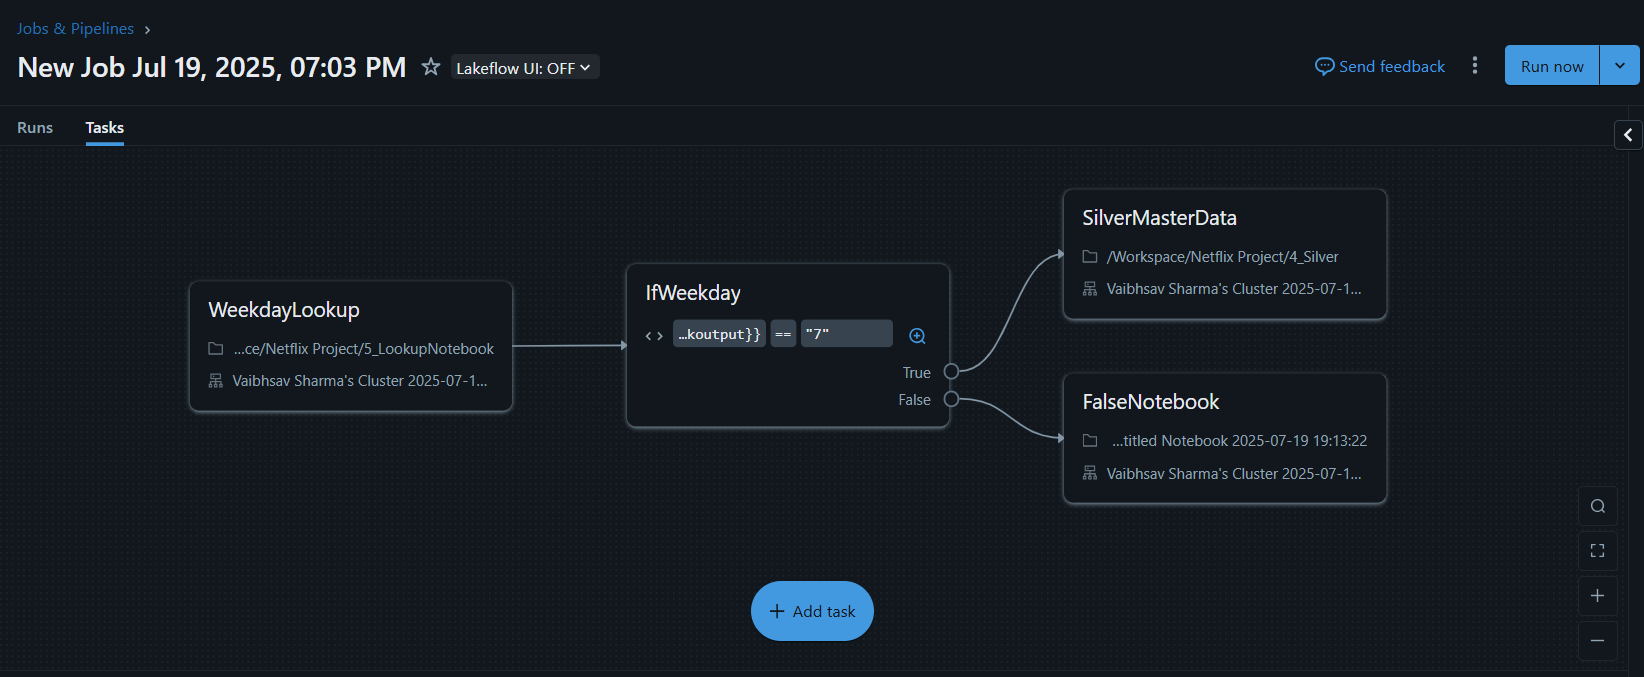 Jobs & Pipelines
New Job Jul 19, 2025, 07:03 PM
Lakeflow UI: OFF
Send feedback
Run now
Runs
Tasks
WeekdayLookup
...ce/Netflix Project/5_LookupNotebook
Vaibhsav Sharma's Cluster 2025-07-1...
IfWeekday
…koutput}} == "7"
True
False
SilverMasterData
/Workspace/Netflix Project/4_Silver
Vaibhsav Sharma's Cluster 2025-07-1...
FalseNotebook
...titled Notebook 2025-07-19 19:13:22
Vaibhsav Sharma's Cluster 2025-07-1...
+ Add task